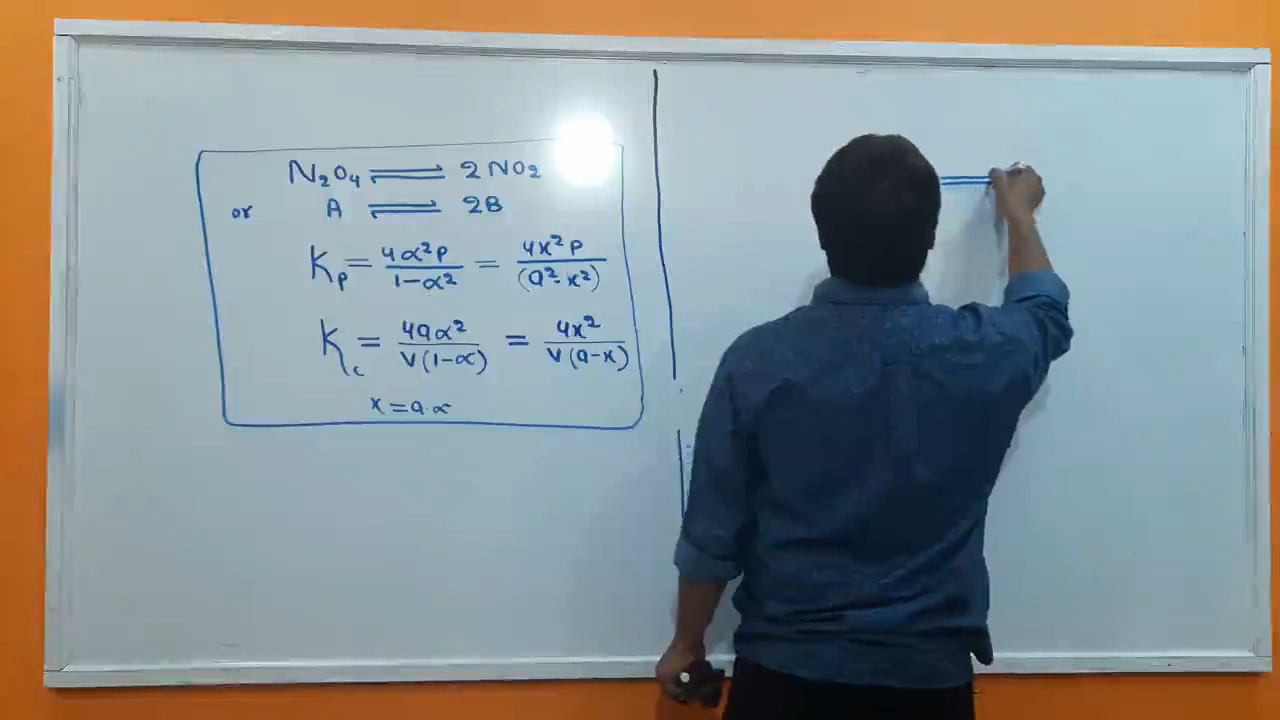 N₂O₄ ⇌ 2NO₂
or A ⇌ 2B
Kp = 4α²P / 1-α² = 4x²P / (a²-x²)
Kc = 4aα² / V(1-α) = 4x² / V(a-x)
x = a.α